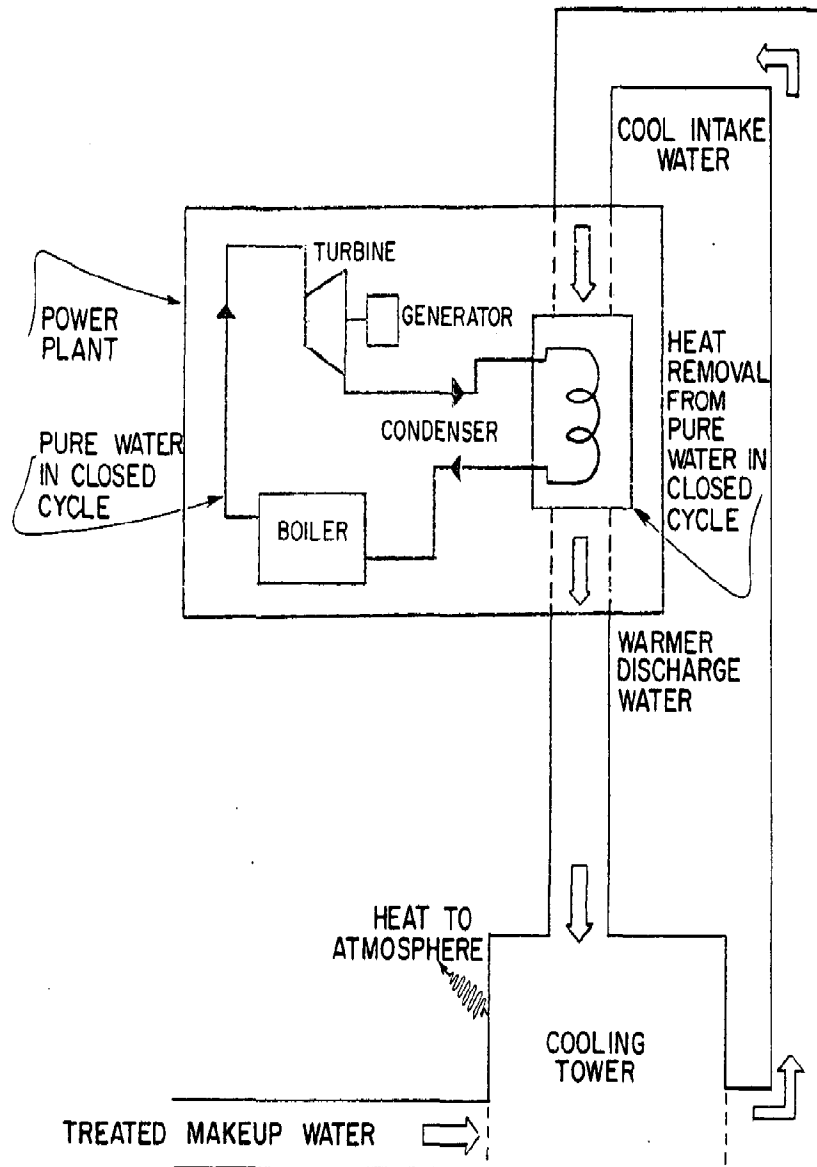 COOL INTAKE
WATER
TURBINE
GENERATOR
POWER
PLANT
HEAT
REMOVAL
FROM
PURE
WATER IN
CLOSED
CYCLE
CONDENSER
PURE WATER
IN CLOSED
CYCLE
BOILER
WARMER
DISCHARGE
WATER
HEAT TO
ATMOSPHERE
COOLING
TOWER
TREATED MAKEUP WATER